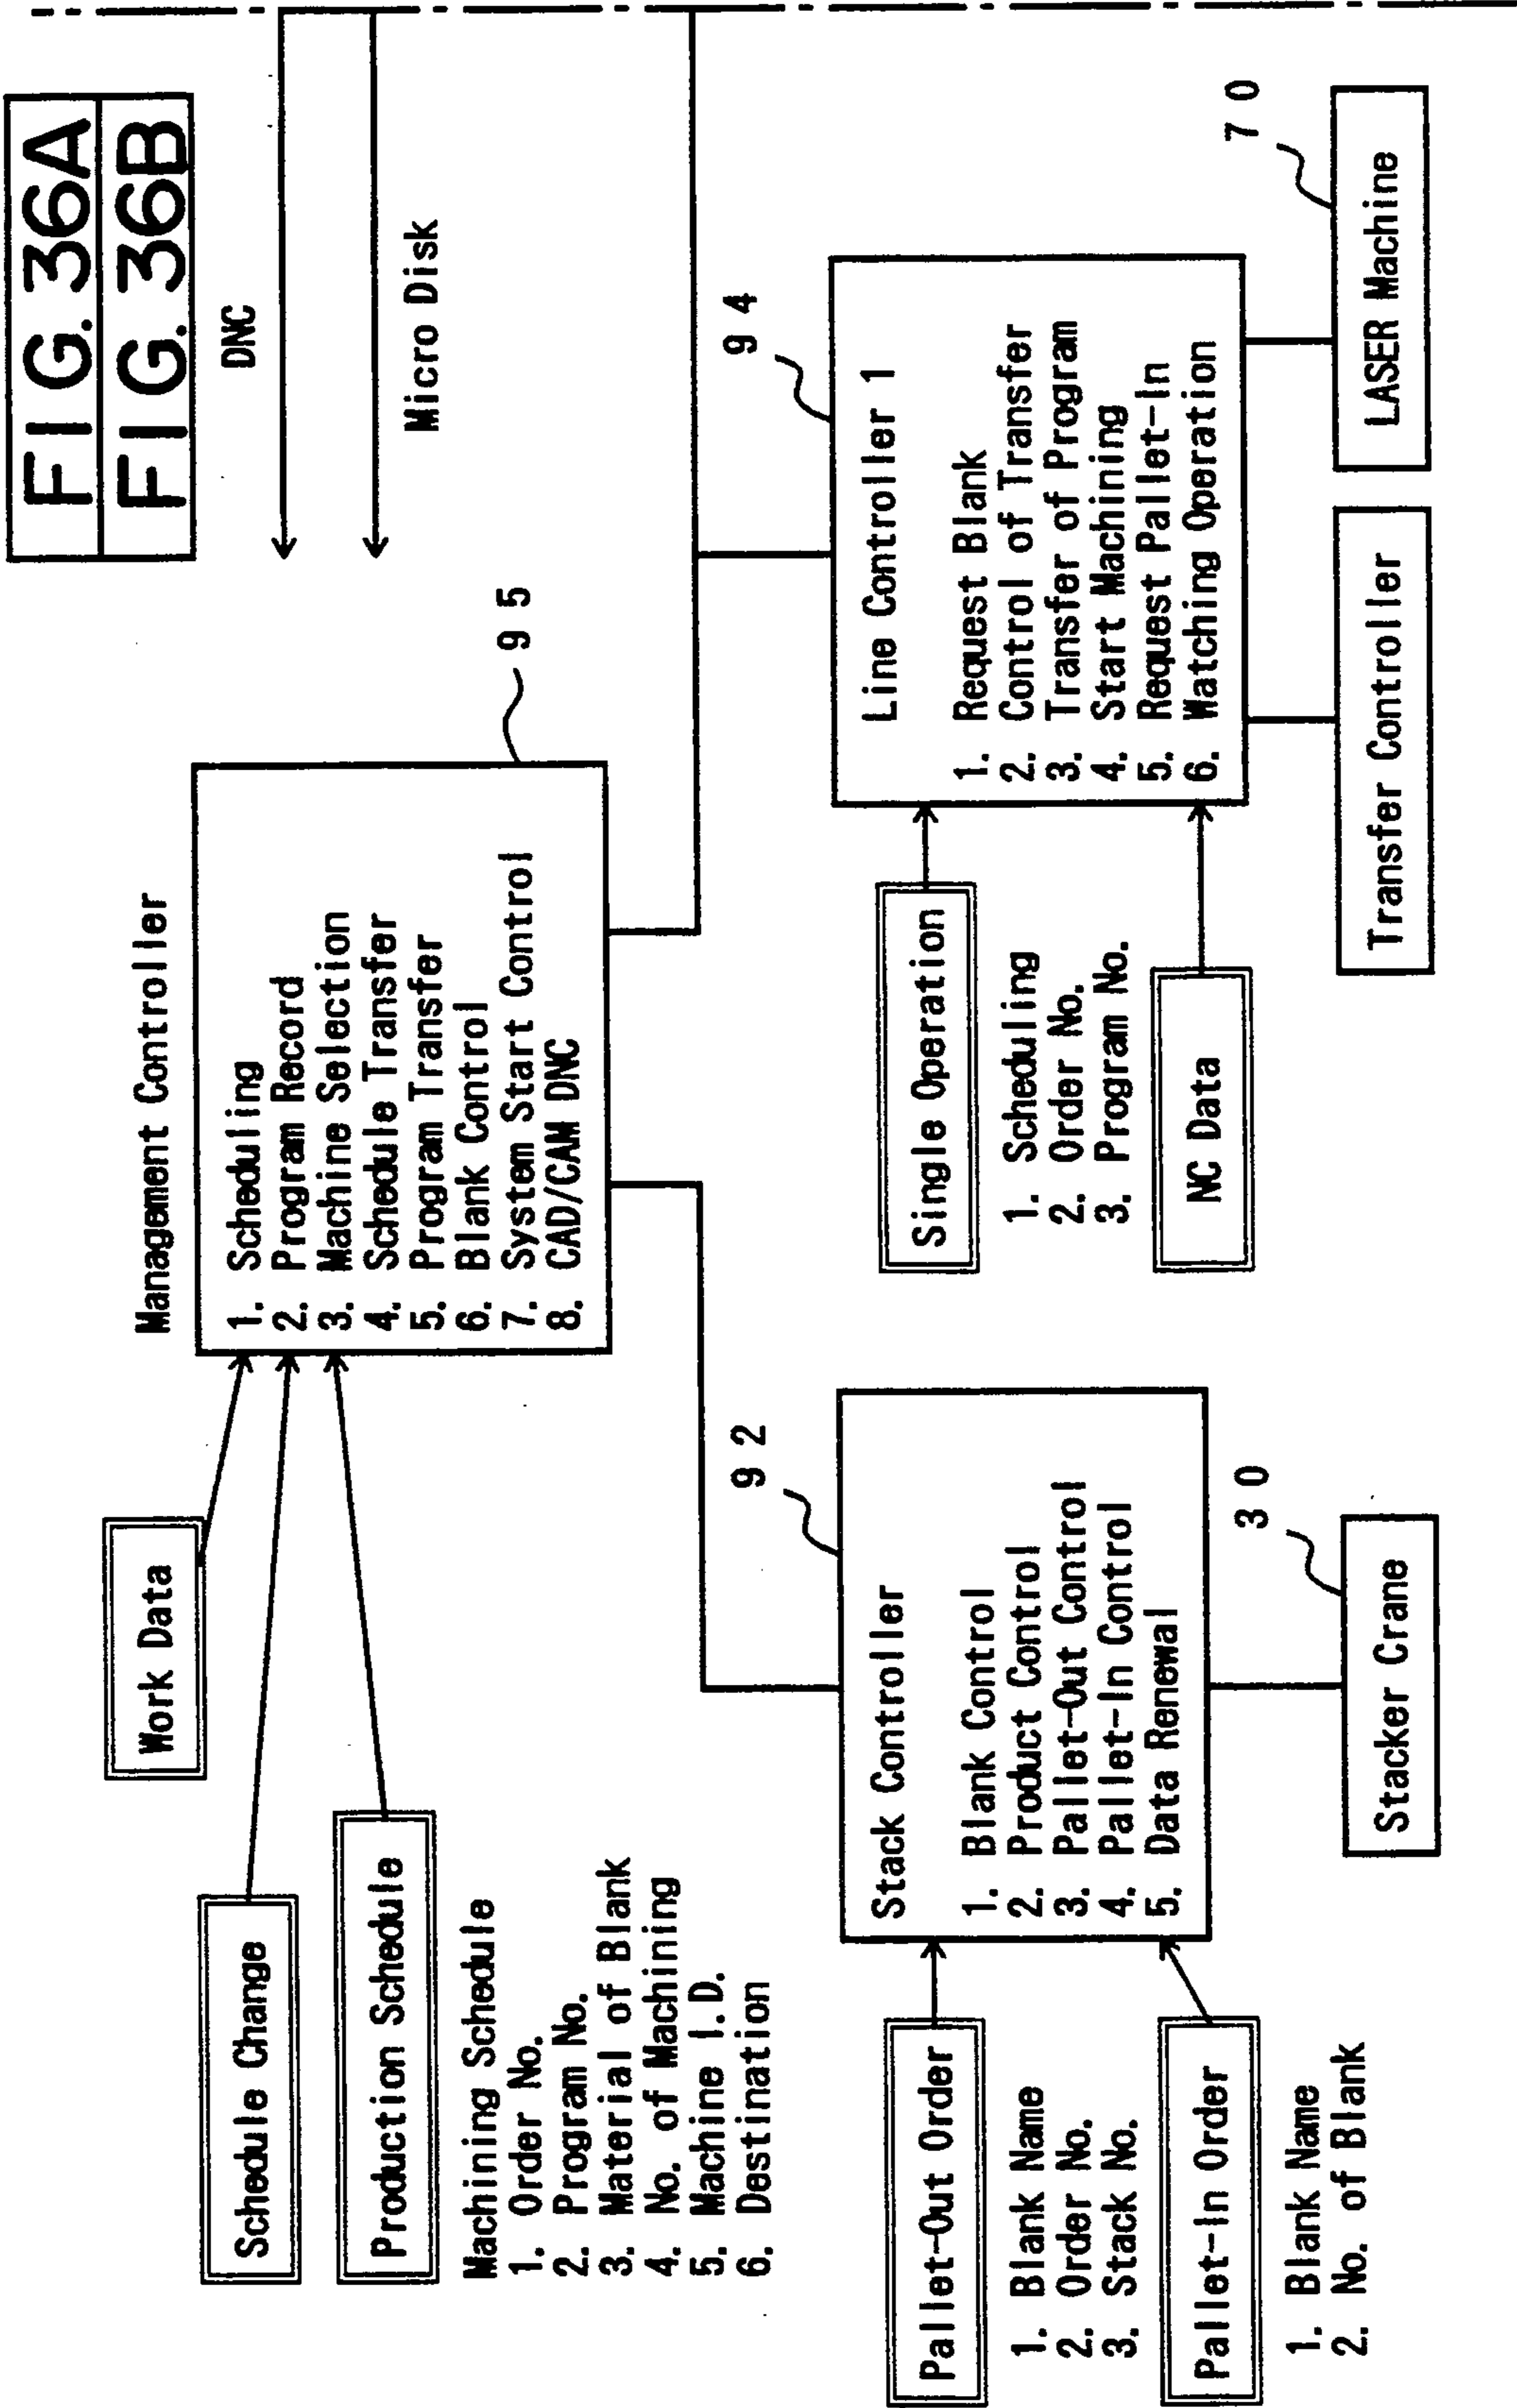 FIG. 36A
FIG. 36B
DNC
Micro Disk
Management Controller
95
1. Scheduling
2. Program Record
3. Machine Selection
4. Schedule Transfer
5. Program Transfer
6. Blank Control
7. System Start Control
8. CAD/CAM DNC
Work Data
Schedule Change
Production Schedule
Machining Schedule
1. Order No.
2. Program No.
3. Material of Blank
4. No. of Machining
5. Machine I.D.
6. Destination
92
Stack Controller
1. Blank Control
2. Product Control
3. Pallet-Out Control
4. Pallet-In Control
5. Data Renewal
Pallet-Out Order
1. Blank Name
2. Order No.
3. Stack No.
Pallet-In Order
1. Blank Name
2. No. of Blank
30
Stacker Crane
94
Line Controller 1
1. Request Blank
2. Control of Transfer
3. Transfer of Program
4. Start Machining
5. Request Pallet-In
6. Watching Operation
Single Operation
1. Scheduling
2. Order No.
3. Program No.
NC Data
Transfer Controller
70
LASER Machine